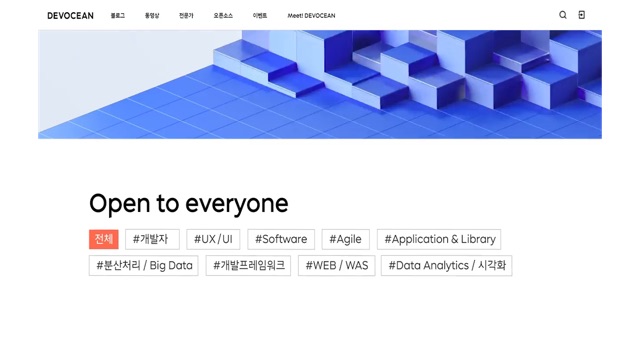 DEVOCEAN 블로그 동영상 전문가 오픈소스 이벤트 Meet! DEVOCEAN
Open to everyone
전체 #개발자 #UX/UI #Software #Agile #Application & Library
#분산처리 / Big Data #개발프레임워크 #WEB / WAS #Data Analytics / 시각화